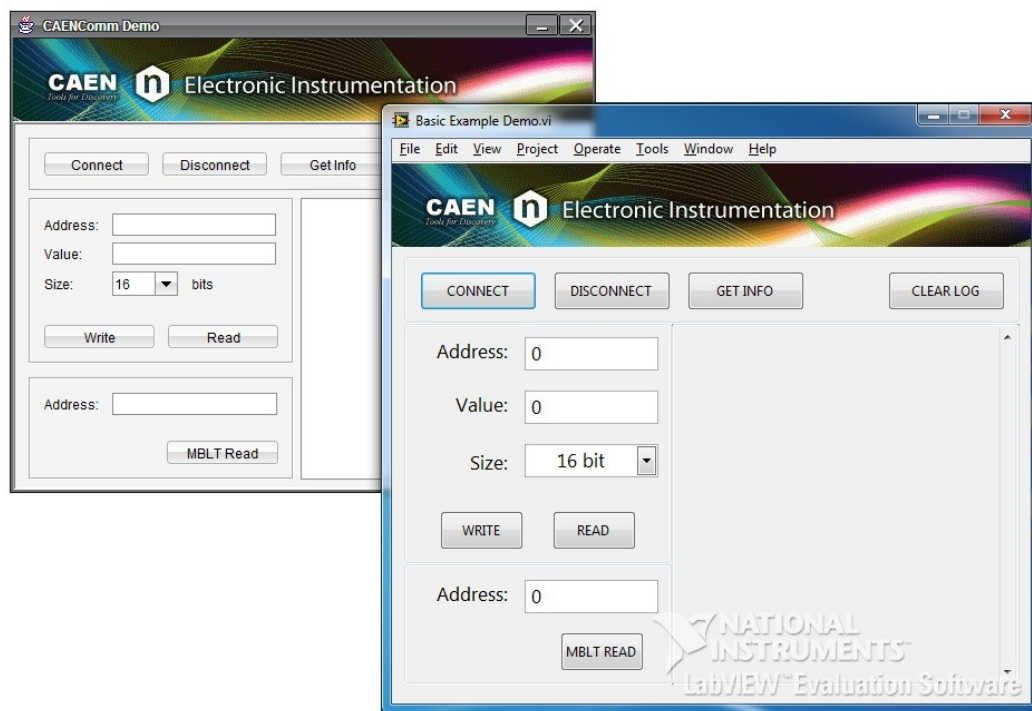 CAENComm Demo
CAEN n Electronic Instrumentation
Tools for Discovery
Connect Disconnect Get Info
Address:
Value:
Size: 16 bits
Write Read
Address:
MBLT Read
Basic Example Demo.vi
File Edit View Project Operate Tools Window Help
CAEN n Electronic Instrumentation
Tools for Discovery
CONNECT DISCONNECT GET INFO CLEAR LOG
Address: 0
Value: 0
Size: 16 bit
WRITE READ
Address: 0
MBLT READ
NATIONAL
INSTRUMENTS™
LabVIEW™ Evaluation Software